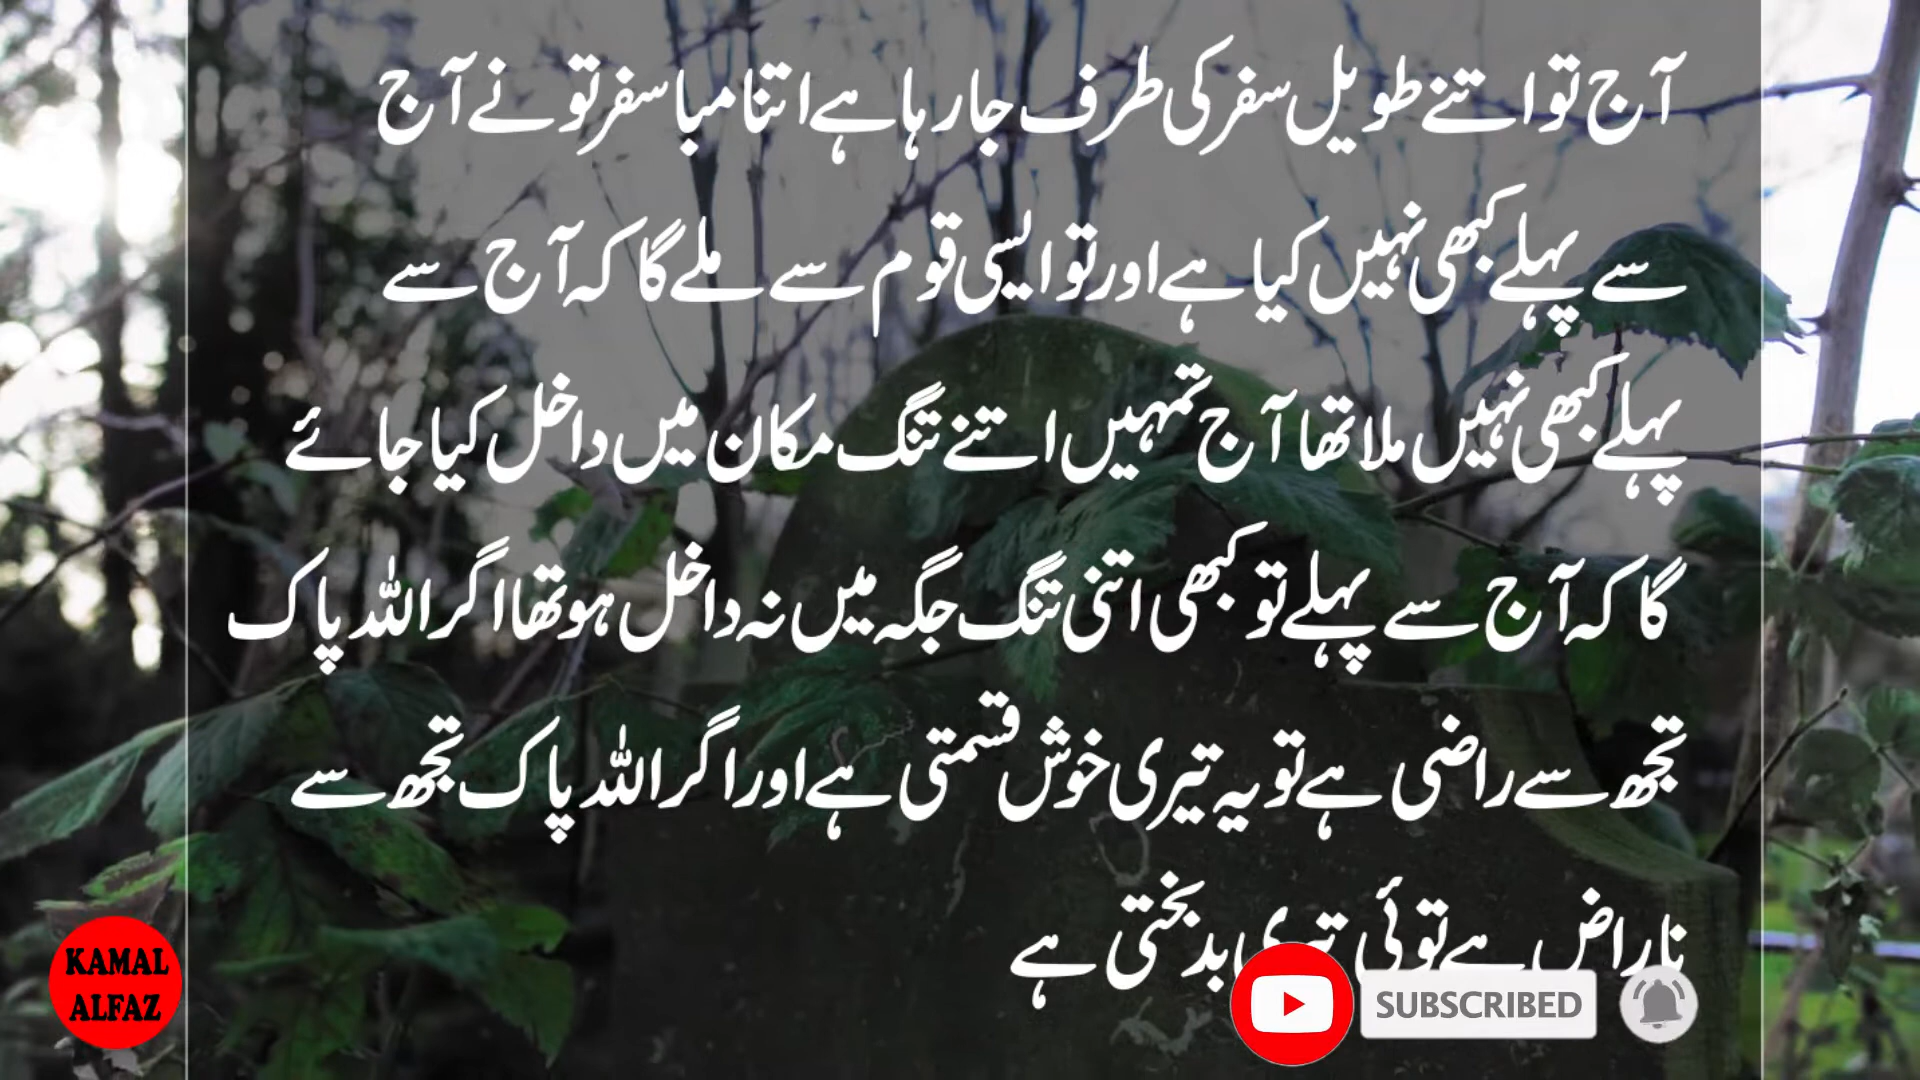 آج تو اتنے طویل سفر کی طرف جا رہا ہے اتنا مبا سفر تو نے آج
سے پہلے کبھی نہیں کیا ہے اور تو ایسی قوم سے ملے گا کہ آج سے
پہلے کبھی نہیں ملا تھا آج تمہیں اتنے تنگ مکان میں داخل کیا جائے
گا کہ آج سے پہلے تو کبھی اتنی تنگ جگہ میں نہ داخل ہو تھا اگر اللہ پاک
تجھ سے راضی ہے تو یہ تیری خوش قسمتی ہے اور اگر اللہ پاک تجھ سے
ناراض ہے توئی تیری بدبختی ہے
KAMAL
ALFAZ
SUBSCRIBED